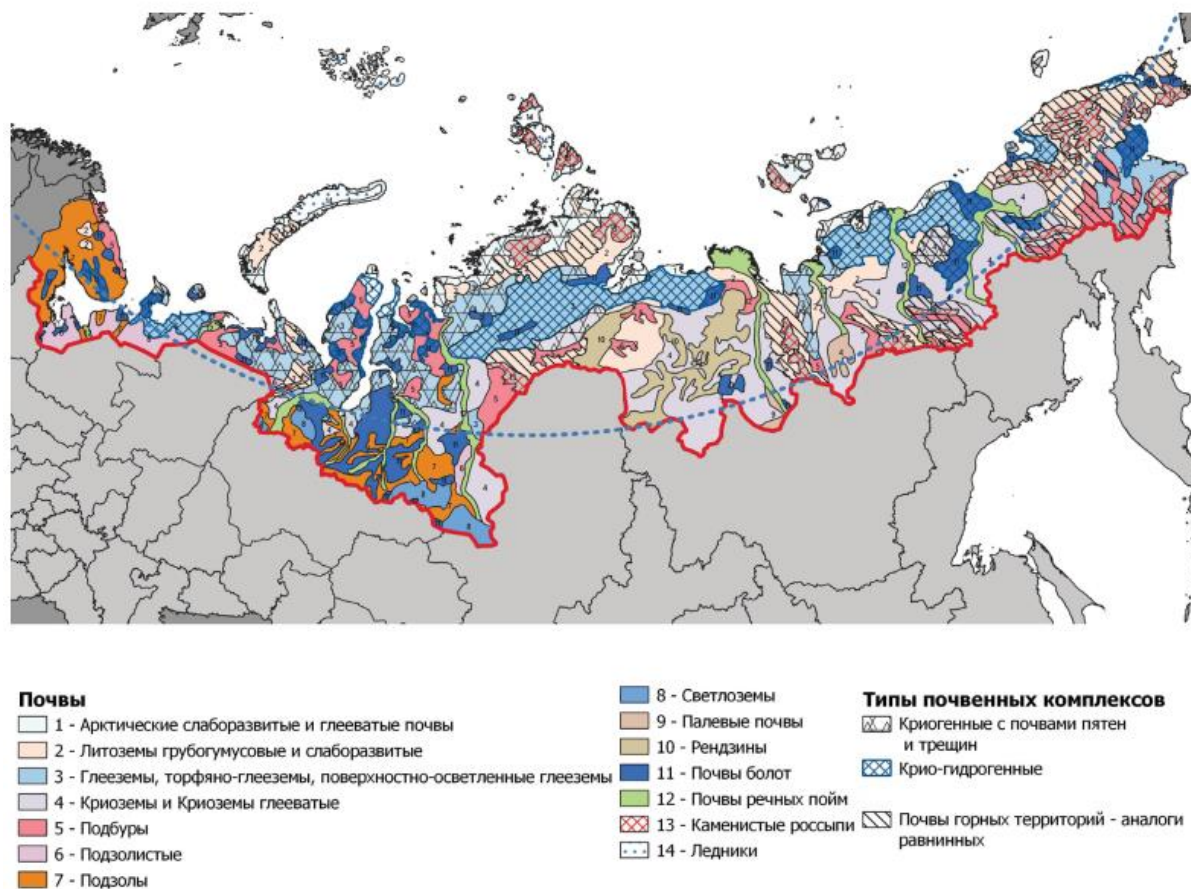 Почвы
1 - Арктические слаборазвитые и глееватые почвы
2 - Литоземы грубогумусовые и слаборазвитые
3 - Глееземы, торфяно-глееземы, поверхностно-осветленные глееземы
4 - Криоземы и Криоземы глееватые
5 - Подбуры
6 - Подзолистые
7 - Подзолы
8 - Светлоземы
9 - Палевые почвы
10 - Рендзины
11 - Почвы болот
12 - Почвы речных пойм
13 - Каменистые россыпи
14 - Ледники
Типы почвенных комплексов
Криогенные с почвами пятен
и трещин
Крио-гидрогенные
Почвы горных территорий - аналоги
равнинных